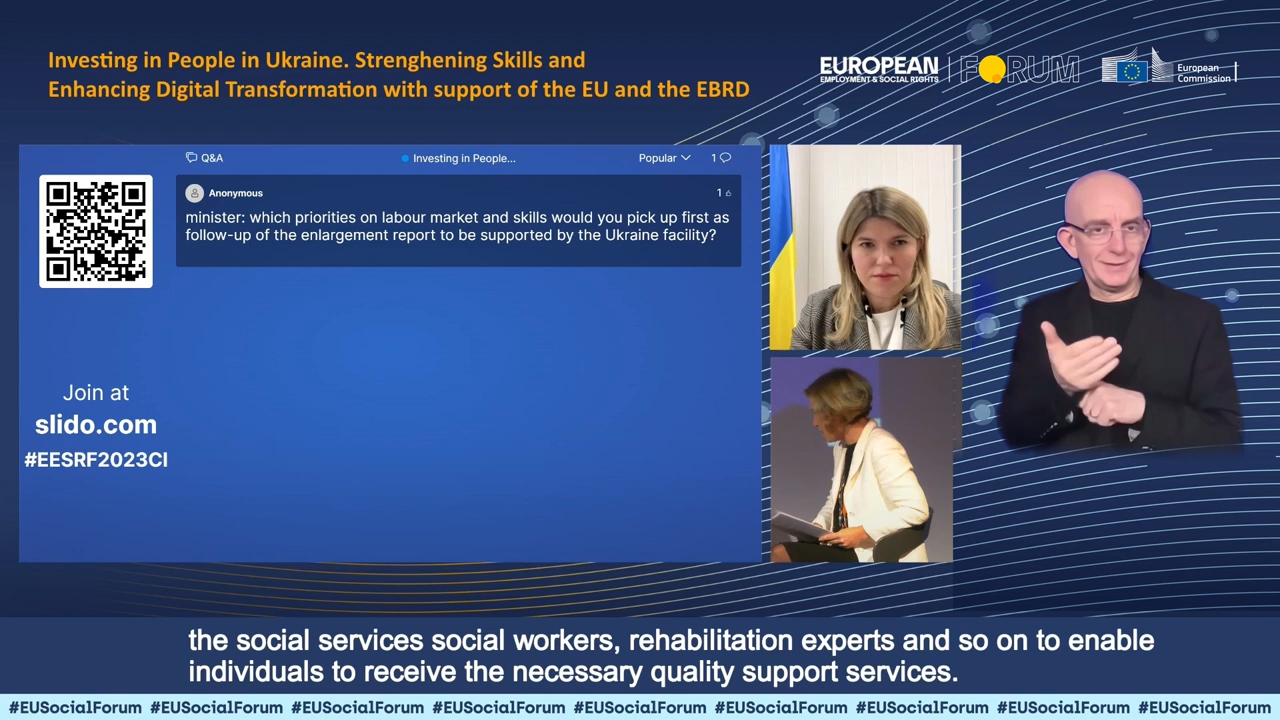 Investing in People in Ukraine. Strenghening Skills and
Enhancing Digital Transformation with support of the EU and the EBRD
EUROPEAN
EMPLOYMENT & SOCIAL RIGHTS
FORUM
European
Commission
Q&A
Investing in People...
Popular
1
Anonymous
1
minister: which priorities on labour market and skills would you pick up first as
follow-up of the enlargement report to be supported by the Ukraine facility?
Join at
slido.com
#EESRF2023CI
the social services social workers, rehabilitation experts and so on to enable
individuals to receive the necessary quality support services.
#EUSocialForum #EUSocialForum #EUSocialForum #EUSocialForum #EUSocialForum #EUSocialForum #EUSocialForum #EUSocialForum #EUSocialForum